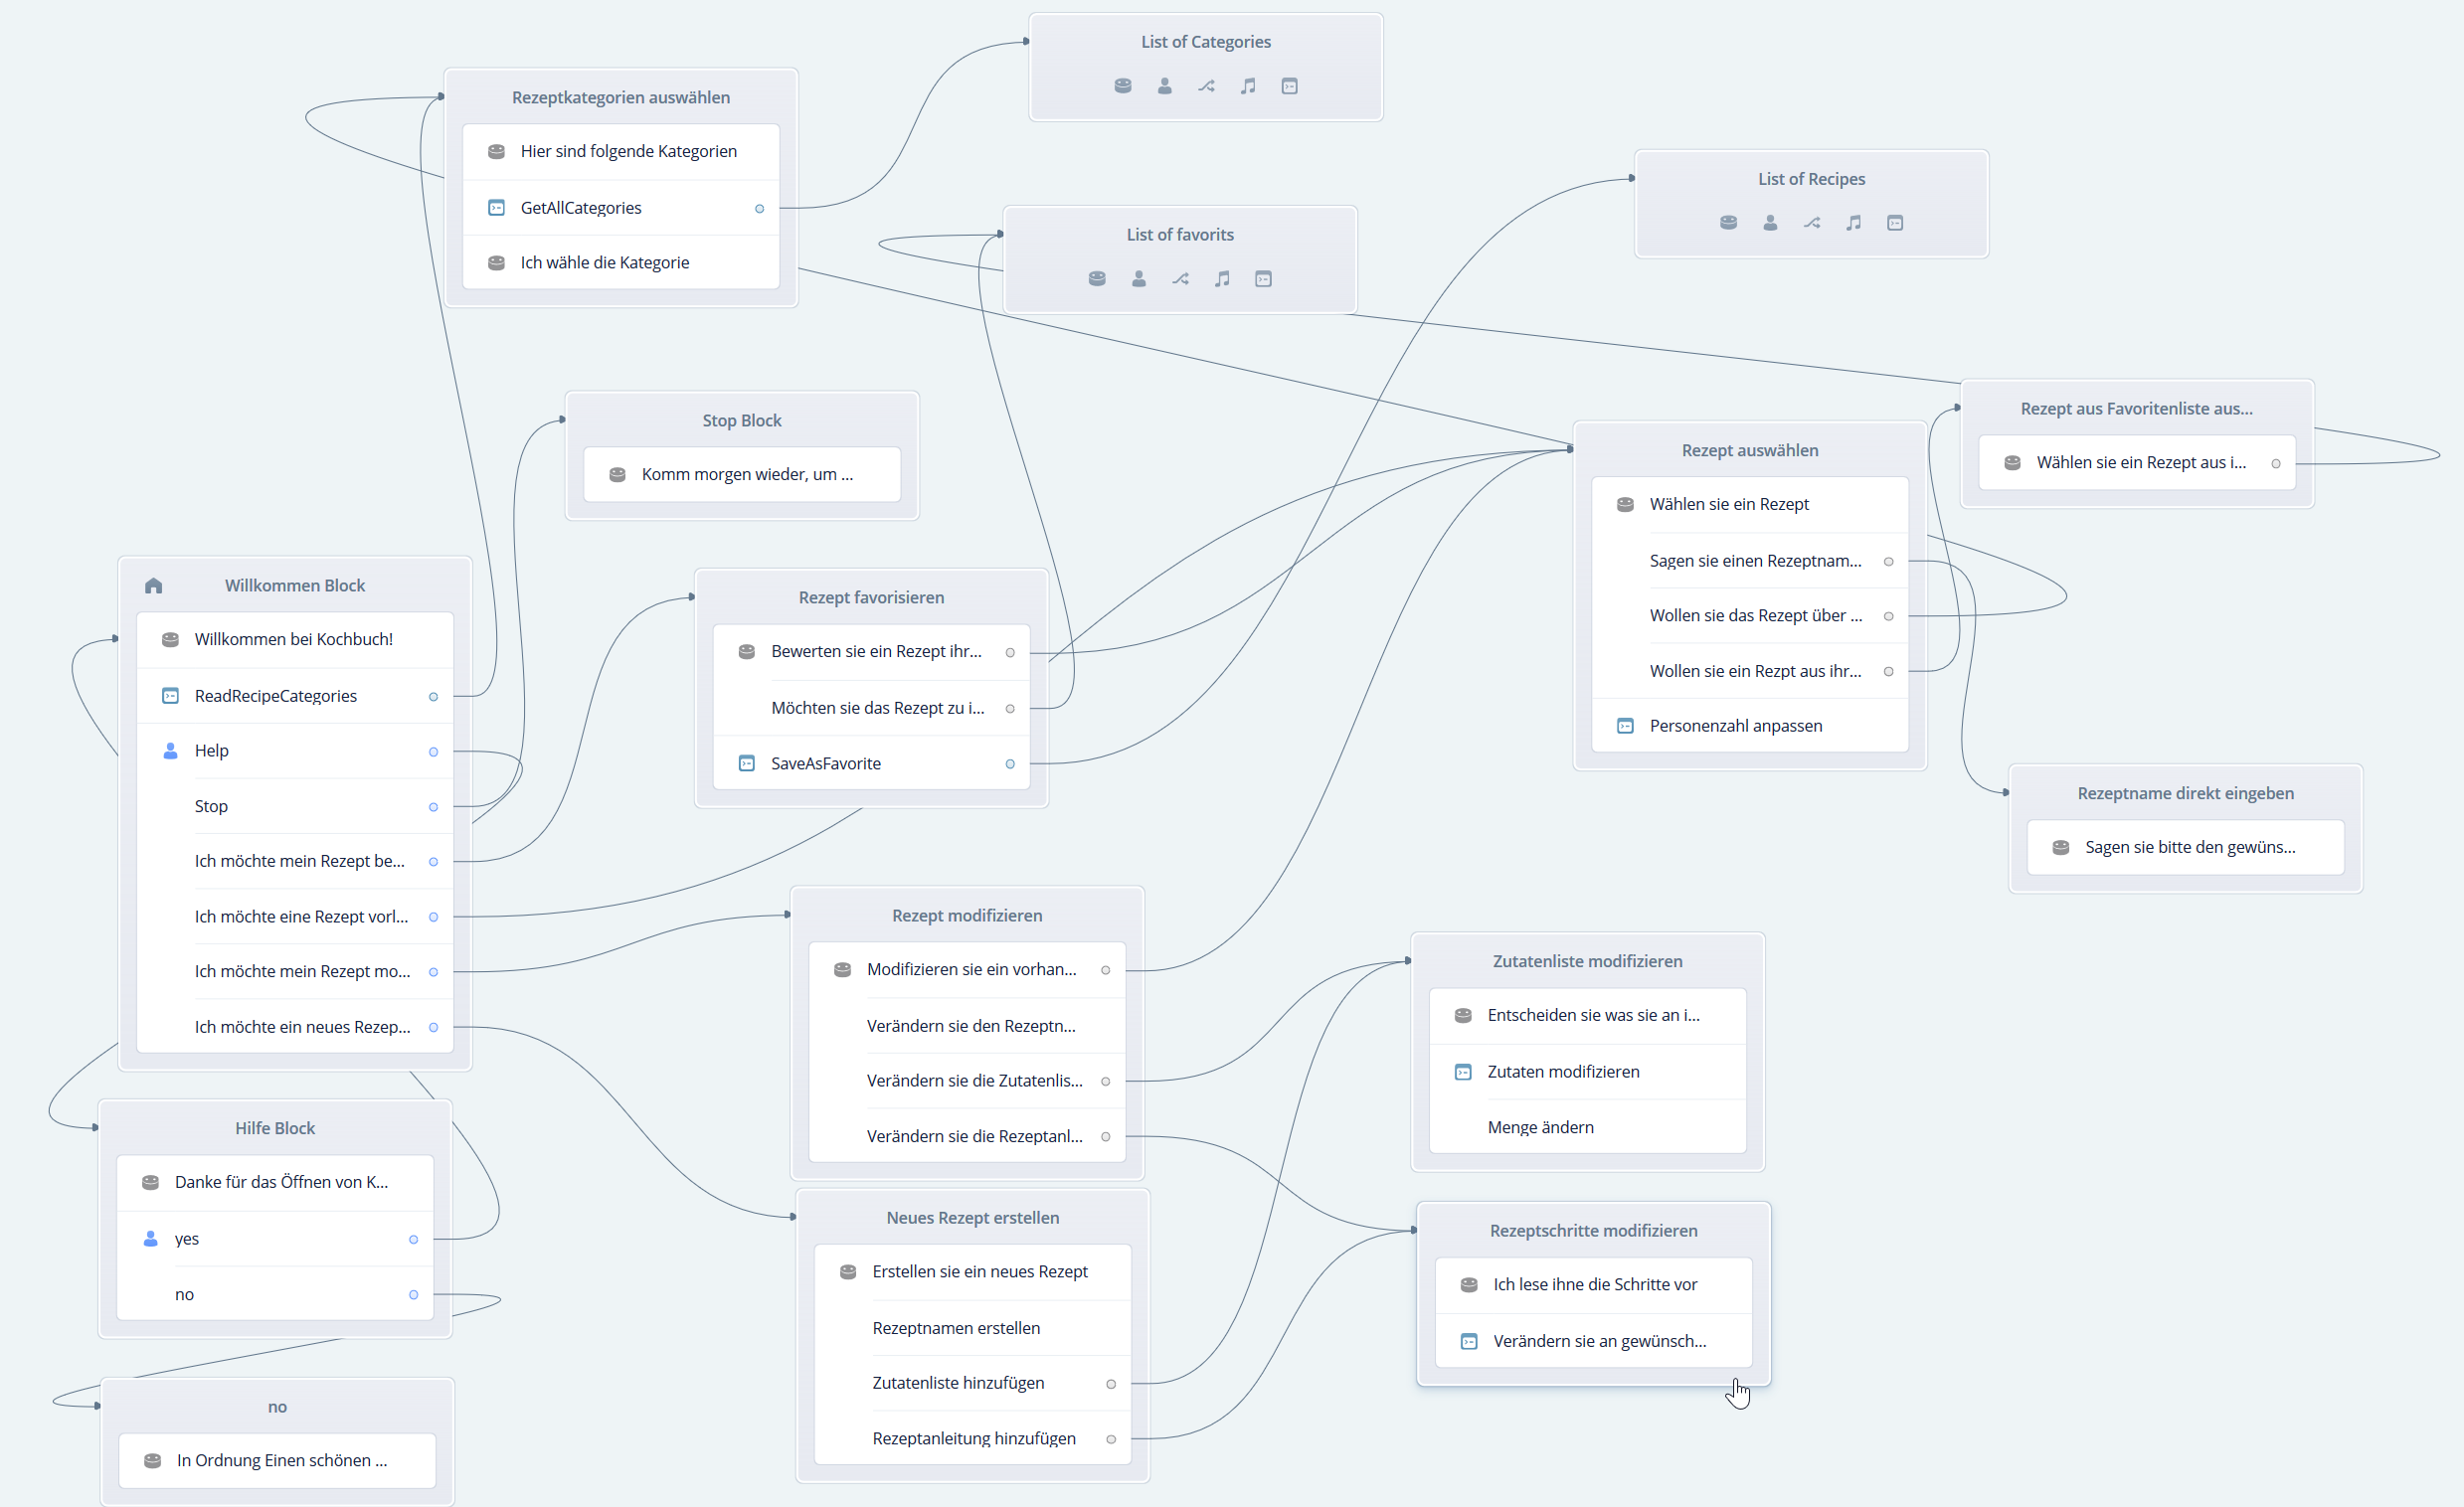 List of Categories
Rezeptkategorien auswählen
Hier sind folgende Kategorien
GetAllCategories
Ich wähle die Kategorie
List of Recipes
List of favorits
Stop Block
Komm morgen wieder, um ...
Rezept aus Favoritenliste aus...
Wählen sie ein Rezept aus i...
Rezept auswählen
Wählen sie ein Rezept
Sagen sie einen Rezeptnam...
Wollen sie das Rezept über ...
Wollen sie ein Rezpt aus ihr...
Personenzahl anpassen
Willkommen Block
Willkommen bei Kochbuch!
ReadRecipeCategories
Help
Stop
Ich möchte mein Rezept be...
Ich möchte eine Rezept vorl...
Ich möchte mein Rezept mo...
Ich möchte ein neues Rezep...
Rezept favorisieren
Bewerten sie ein Rezept ihr...
Möchten sie das Rezept zu i...
SaveAsFavorite
Rezeptname direkt eingeben
Sagen sie bitte den gewüns...
Rezept modifizieren
Modifizieren sie ein vorhan...
Verändern sie den Rezeptn...
Verändern sie die Zutatenlis...
Verändern sie die Rezeptanl...
Zutatenliste modifizieren
Entscheiden sie was sie an i...
Zutaten modifizieren
Menge ändern
Hilfe Block
Danke für das Öffnen von K...
yes
no
Neues Rezept erstellen
Erstellen sie ein neues Rezept
Rezeptnamen erstellen
Zutatenliste hinzufügen
Rezeptanleitung hinzufügen
Rezeptschritte modifizieren
Ich lese ihne die Schritte vor
Verändern sie an gewünsch...
no
In Ordnung Einen schönen ...